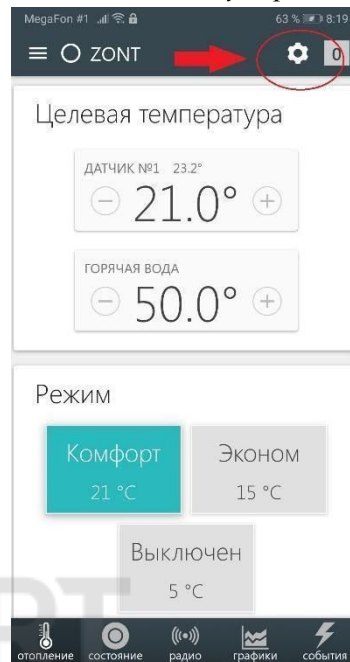 MegaFon #1 63 % 8:19
ZONT 0
Целевая температура
ДАТЧИК №1 23.2°
21.0°
ГОРЯЧАЯ ВОДА
50.0°
Режим
Комфорт Эконом
21 °C 15 °C
Выключен
5 °C
отопление состояние радио графики события